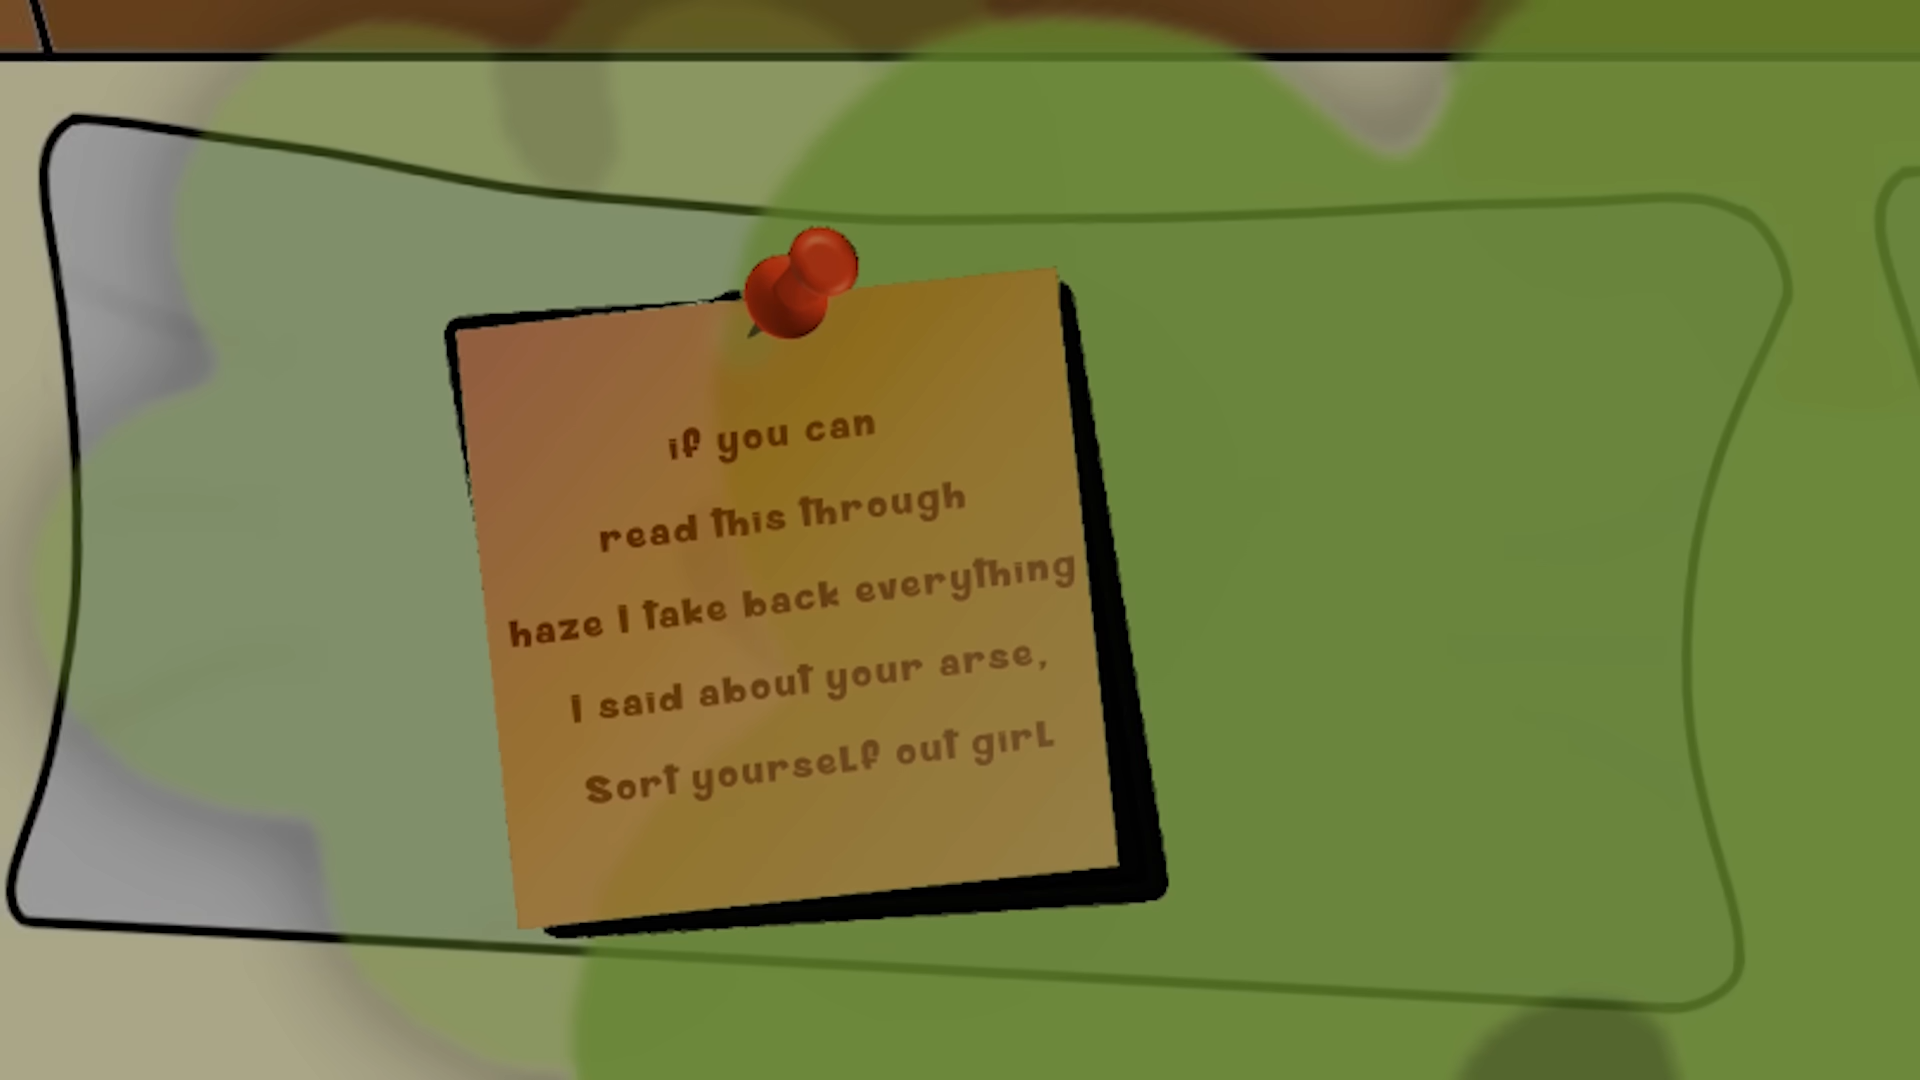 if you can
read this through
haze I take back everything
I said about your arse,
Sort yourself out girl